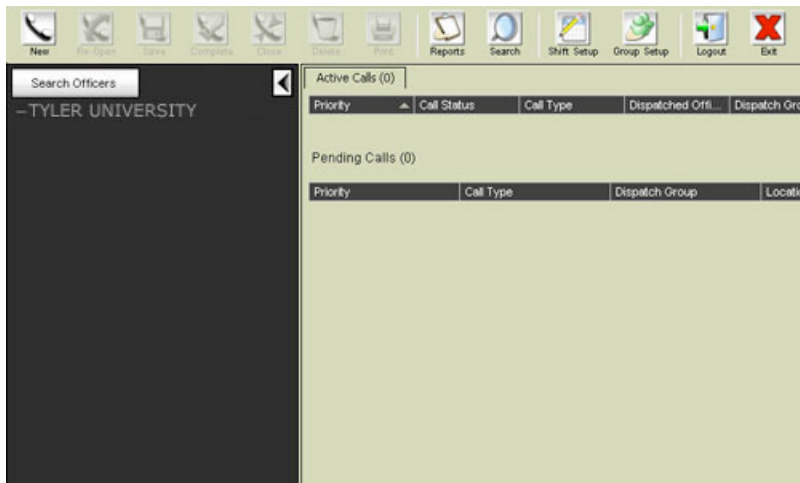 New Re-Open Save Complete Close Delete Print Reports Search Shift Setup Group Setup Logout Exit
Search Officers
–TYLER UNIVERSITY
Active Calls (0)
Priority Call Status Call Type Dispatched Offi... Dispatch Gro
Pending Calls (0)
Priority Call Type Dispatch Group Locatio